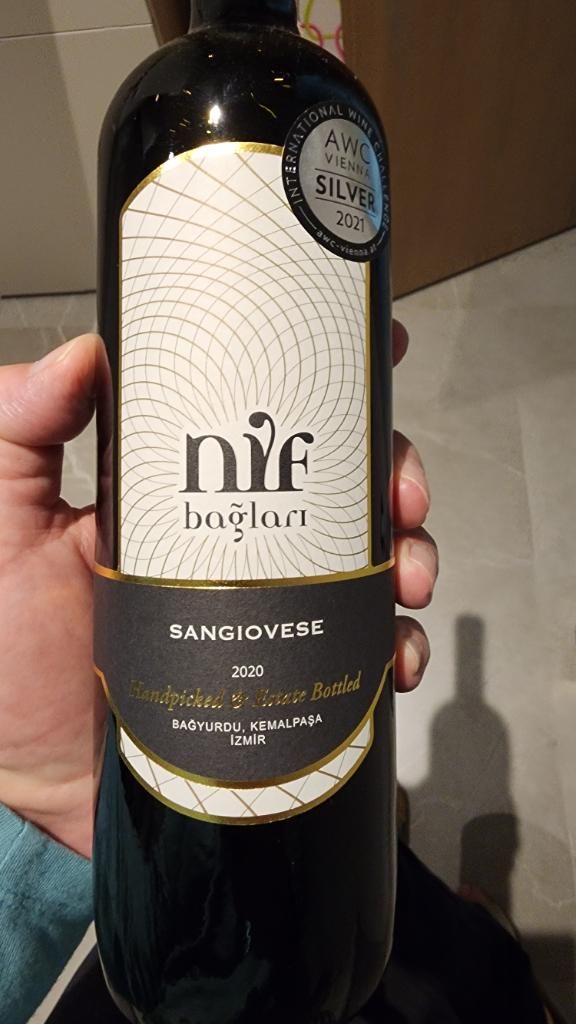 INTERNATIONAL WINE CHALLENGE
AWC
VIENNA
SILVER
2021
awc-vienna.at
nif
bağları
SANGIOVESE
2020
Handpicked & Estate Bottled
BAĞYURDU, KEMALPAŞA
İZMİR